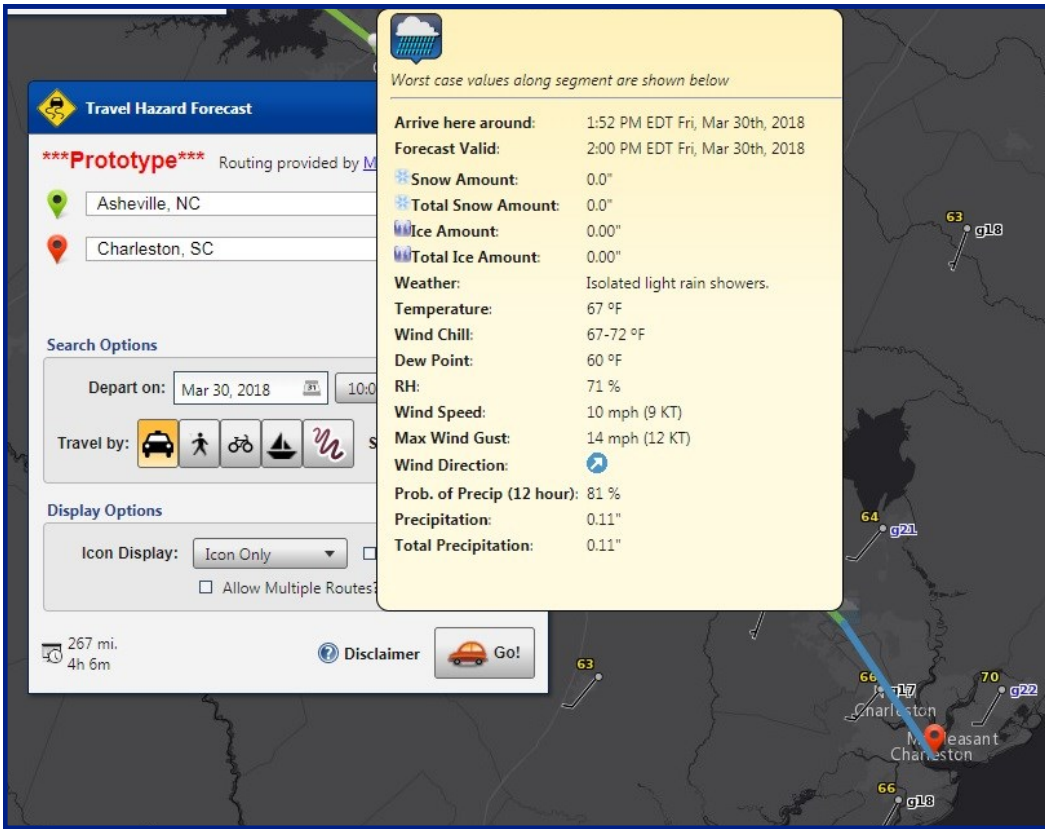 Travel Hazard Forecast
***Prototype*** Routing provided by M
Asheville, NC
Charleston, SC
Search Options
Depart on: Mar 30, 2018 31 10:0
Travel by: S
Display Options
Icon Display: Icon Only
Allow Multiple Routes?
267 mi.
4h 6m
Disclaimer
Go!
Worst case values along segment are shown below
Arrive here around: 1:52 PM EDT Fri, Mar 30th, 2018
Forecast Valid: 2:00 PM EDT Fri, Mar 30th, 2018
Snow Amount: 0.0"
Total Snow Amount: 0.0"
Ice Amount: 0.00"
Total Ice Amount: 0.00"
Weather: Isolated light rain showers.
Temperature: 67 ºF
Wind Chill: 67-72 ºF
Dew Point: 60 ºF
RH: 71 %
Wind Speed: 10 mph (9 KT)
Max Wind Gust: 14 mph (12 KT)
Wind Direction:
Prob. of Precip (12 hour): 81 %
Precipitation: 0.11"
Total Precipitation: 0.11"
63 g18
64 g21
63
66 g17
70 g22
Charleston
Charleston
66 g18